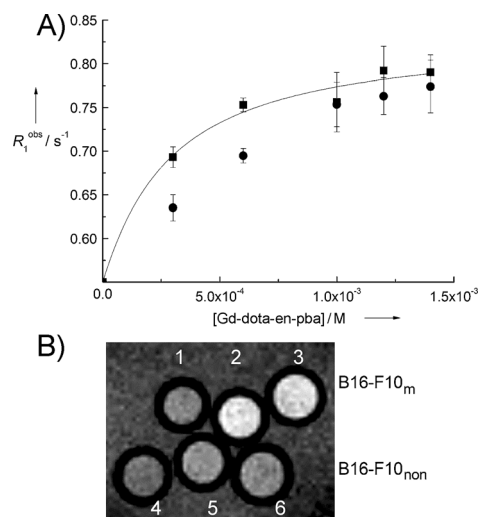 A)
0.85
0.80
0.75
0.70
0.65
0.60
R₁ᵒᵇˢ / s⁻¹
0.0 5.0x10⁻⁴ 1.0x10⁻³ 1.5x10⁻³
[Gd-dota-en-pba] / M
B)
1 2 3
B16-F10ₘ
B16-F10ₙₒₙ
4 5 6